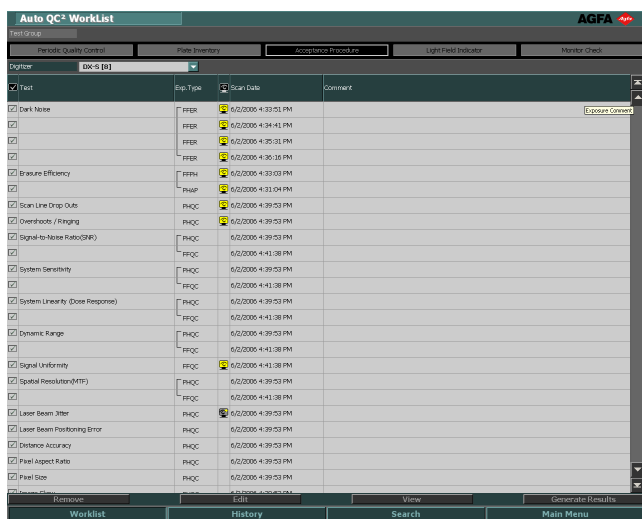 Auto QC² WorkList
AGFA
Agfa
Test Group
Periodic Quality Control Plate Inventory Acceptance Procedure Light Field Indicator Monitor Check
Digitizer DX-S [8]
Test Exp.Type Scan Date Comment
Dark Noise FFER 6/2/2006 4:33:51 PM
Exposure Comment
FFER 6/2/2006 4:34:41 PM
FFER 6/2/2006 4:35:31 PM
FFER 6/2/2006 4:36:16 PM
Erasure Efficiency FFPH 6/2/2006 4:33:03 PM
PHAP 6/2/2006 4:31:04 PM
Scan Line Drop Outs PHQC 6/2/2006 4:39:53 PM
Overshoots / Ringing PHQC 6/2/2006 4:39:53 PM
Signal-to-Noise Ratio(SNR) PHQC 6/2/2006 4:39:53 PM
FFQC 6/2/2006 4:41:38 PM
System Sensitivity PHQC 6/2/2006 4:39:53 PM
FFQC 6/2/2006 4:41:38 PM
System Linearity (Dose Response) PHQC 6/2/2006 4:39:53 PM
FFQC 6/2/2006 4:41:38 PM
Dynamic Range PHQC 6/2/2006 4:39:53 PM
FFQC 6/2/2006 4:41:38 PM
Signal Uniformity FFQC 6/2/2006 4:41:38 PM
Spatial Resolution(MTF) PHQC 6/2/2006 4:39:53 PM
FFQC 6/2/2006 4:41:38 PM
Laser Beam Jitter PHQC 6/2/2006 4:39:53 PM
Laser Beam Positioning Error PHQC 6/2/2006 4:39:53 PM
Distance Accuracy PHQC 6/2/2006 4:39:53 PM
Pixel Aspect Ratio PHQC 6/2/2006 4:39:53 PM
Pixel Size PHQC 6/2/2006 4:39:53 PM
Remove Edit View Generate Results
Worklist History Search Main Menu